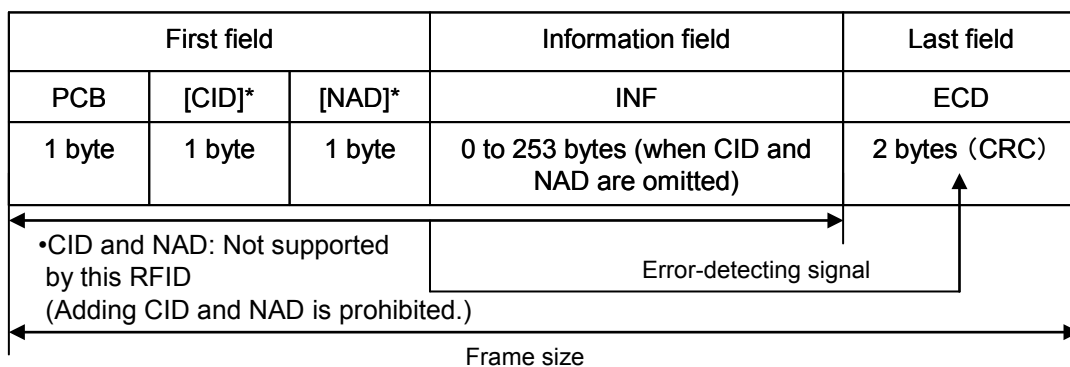 First field Information field Last field
PCB [CID]* [NAD]* INF ECD
1 byte 1 byte 1 byte 0 to 253 bytes (when CID and 2 bytes（CRC）
NAD are omitted)
•CID and NAD: Not supported
by this RFID
Error-detecting signal
(Adding CID and NAD is prohibited.)
Frame size